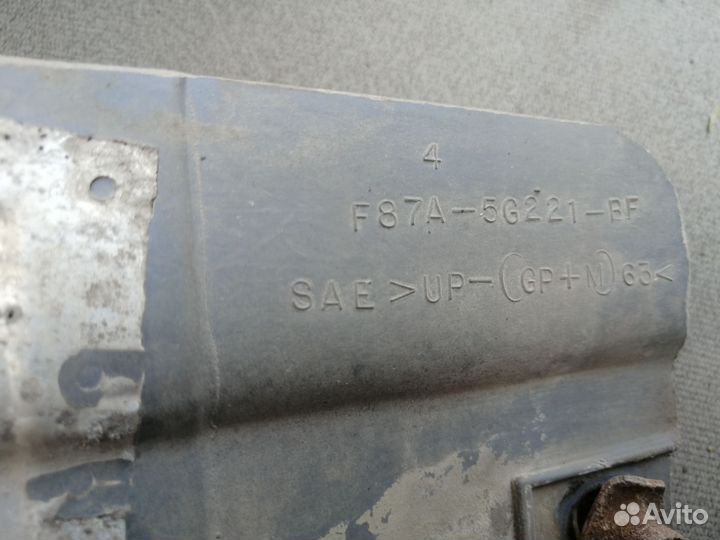 4
F87A-5G221-BF
SAE >UP-(GP+M)63<
Avito